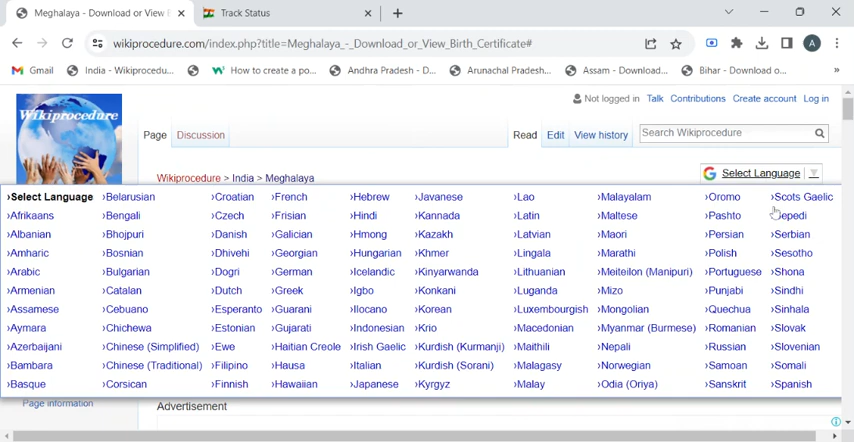 Meghalaya - Download or View B
Track Status
wikiprocedure.com/index.php?title=Meghalaya_-_Download_or_View_Birth_Certificate#
A
Gmail
India - Wikiprocedu...
How to create a po...
Andhra Pradesh - D...
Arunachal Pradesh...
Assam - Download...
Bihar - Download o...
»
Not logged in Talk Contributions Create account Log in
Wikiprocedure
Page Discussion
Read Edit View history
Search Wikiprocedure
Wikiprocedure > India > Meghalaya
G Select Language
›Select Language ›Belarusian ›Croatian ›French ›Hebrew ›Javanese ›Lao ›Malayalam ›Oromo ›Scots Gaelic
›Afrikaans ›Bengali ›Czech ›Frisian ›Hindi ›Kannada ›Latin ›Maltese ›Pashto ›Sepedi
›Albanian ›Bhojpuri ›Danish ›Galician ›Hmong ›Kazakh ›Latvian ›Maori ›Persian ›Serbian
›Amharic ›Bosnian ›Dhivehi ›Georgian ›Hungarian ›Khmer ›Lingala ›Marathi ›Polish ›Sesotho
›Arabic ›Bulgarian ›Dogri ›German ›Icelandic ›Kinyarwanda ›Lithuanian ›Meiteilon (Manipuri) ›Portuguese ›Shona
›Armenian ›Catalan ›Dutch ›Greek ›Igbo ›Konkani ›Luganda ›Mizo ›Punjabi ›Sindhi
›Assamese ›Cebuano ›Esperanto ›Guarani ›Ilocano ›Korean ›Luxembourgish ›Mongolian ›Quechua ›Sinhala
›Aymara ›Chichewa ›Estonian ›Gujarati ›Indonesian ›Krio ›Macedonian ›Myanmar (Burmese) ›Romanian ›Slovak
›Azerbaijani ›Chinese (Simplified) ›Ewe ›Haitian Creole ›Irish Gaelic ›Kurdish (Kurmanji) ›Maithili ›Nepali ›Russian ›Slovenian
›Bambara ›Chinese (Traditional) ›Filipino ›Hausa ›Italian ›Kurdish (Sorani) ›Malagasy ›Norwegian ›Samoan ›Somali
›Basque ›Corsican ›Finnish ›Hawaiian ›Japanese ›Kyrgyz ›Malay ›Odia (Oriya) ›Sanskrit ›Spanish
Page information
Advertisement